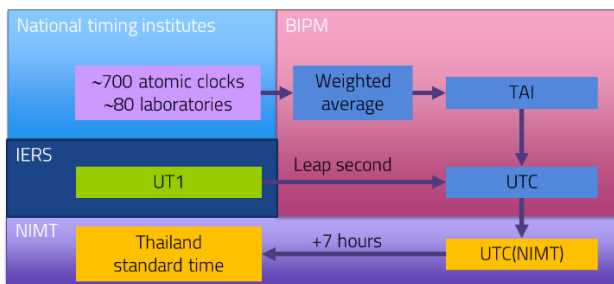 National timing institutes
BIPM
~700 atomic clocks
~80 laboratories
Weighted
average
TAI
IERS
UT1
Leap second
UTC
NIMT
Thailand
standard time
+7 hours
UTC(NIMT)